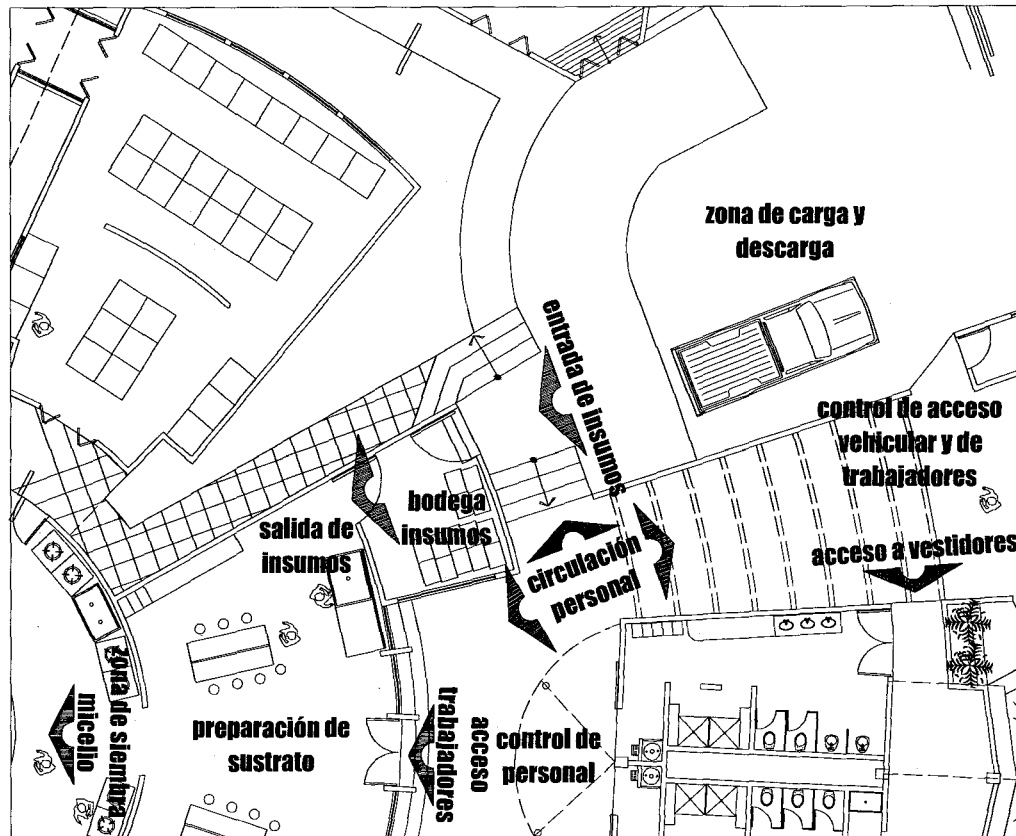 zona de carga y
descarga
entrada de insumos
control de acceso
vehicular y de
trabajadores
bodega
insumos
salida de
insumos
circulación
personal
acceso a vestidores
zona de siembra
micelio
preparación de
sustrato
acceso
trabajadores
control de
personal